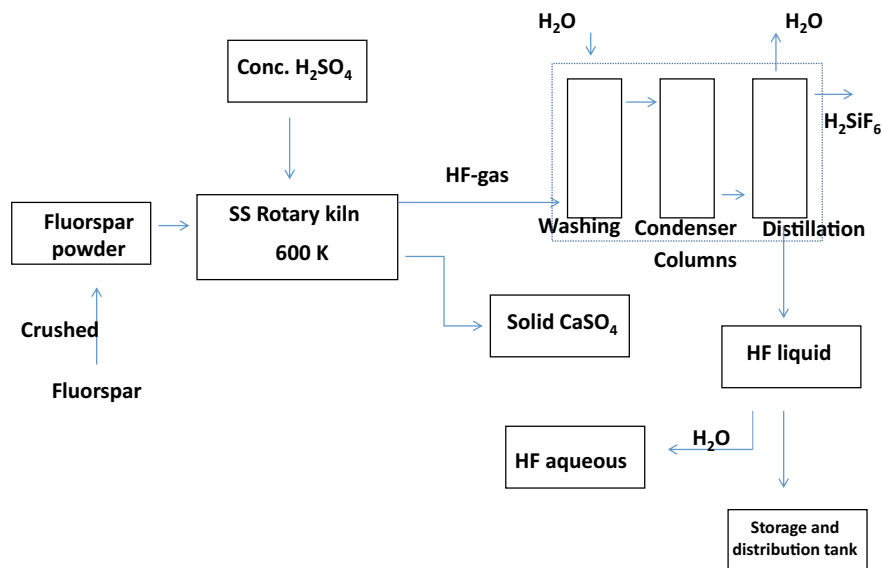 H₂O
H₂O
Conc. H₂SO₄
H₂SiF₆
HF-gas
Fluorspar
powder
SS Rotary kiln
600 K
Washing
Condenser
Distillation
Columns
Crushed
Solid CaSO₄
HF liquid
Fluorspar
H₂O
HF aqueous
Storage and
distribution tank